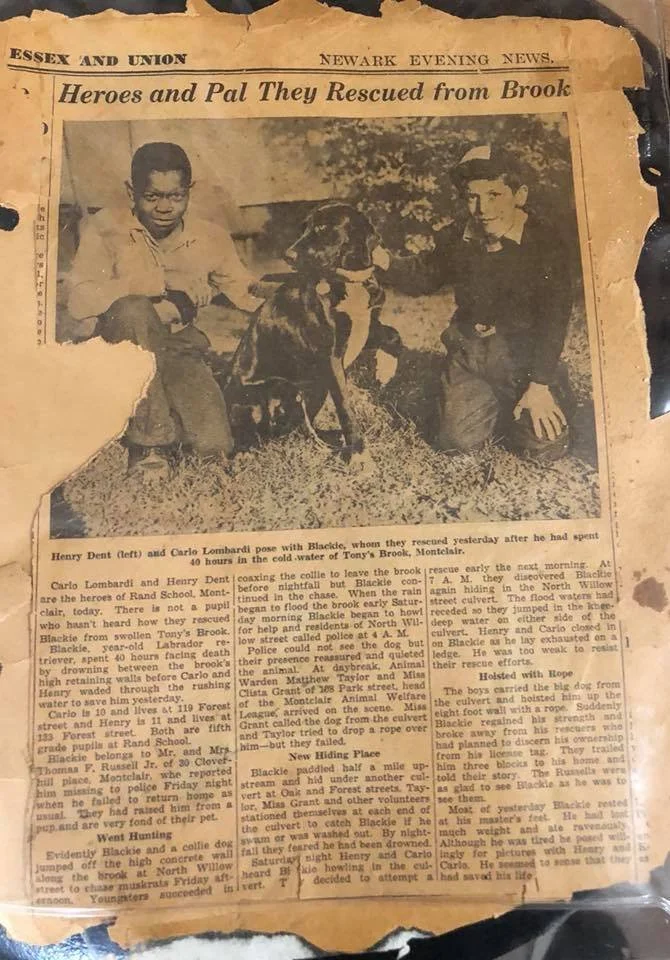 ESSEX AND UNION
NEWARK EVENING NEWS,
Heroes and Pal They Rescued from Brook
Henry Dent (left) and Carlo Lombardi pose with Blackie, whom they rescued yesterday after he had spent
40 hours in the cold water of Tony's Brook, Montclair.
Carlo Lombardi and Henry Dent
are the heroes of Rand School, Mont-
clair, today. There is not a pupil
who hasn't heard how they rescued
Blackie from swollen Tony's Brook.
Blackie, year-old Labrador re-
triever, spent 40 hours facing death
by drowning between the brook's
high retaining walls before Carlo and
Henry waded through the rushing
water to save him yesterday.
Carlo is 10 and lives at 119 Forest
street and Henry is 11 and lives at
133 Forest street. Both are fifth
grade pupils at Rand School.
Blackie belongs to Mr. and Mrs.
Thomas F. Russell Jr. of 30 Clover-
hill place, Montclair, who reported
him missing to police Friday night
when he failed to return home as
usual. They had raised him from a
pup and are very fond of their pet.
Went Hunting
Evidently Blackie and a collie dog
jumped off the high concrete wall
along the brook at North Willow
street to chase muskrats Friday aft-
ernoon. Youngsters succeeded in
coaxing the collie to leave the brook
before nightfall but Blackie con-
tinued in the chase. When the rain
began to flood the brook early Satur-
day morning Blackie began to howl
for help and residents of North Wil-
low street called police at 4 A. M.
Police could not see the dog but
their presence reassured and quieted
the animal. At daybreak, Animal
Warden Matthew Taylor and Miss
Clista Grant of 168 Park street, head
of the Montclair Animal Welfare
League, arrived on the scene. Miss
Grant called the dog from the culvert
and Taylor tried to drop a rope over
him—but they failed.
New Hiding Place
Blackie paddled half a mile up-
stream and hid under another cul-
vert at Oak and Forest streets. Tay-
lor, Miss Grant and other volunteers
stationed themselves at each end of
the culvert to catch Blackie if he
swam or was washed out. By night-
fall they feared he had been drowned.
Saturday night Henry and Carlo
heard Bl kie howling in the cul-
vert. T decided to attempt a
rescue early the next morning. At
7 A. M. they discovered Blackie
again hiding in the North Willow
street culvert. The flood waters had
receded so they jumped in the knee-
deep water on either side of the
culvert. Henry and Carlo closed in
on Blackie as he lay exhausted on a
ledge. He was too weak to resist
their rescue efforts.
Hoisted with Rope
The boys carried the big dog from
the culvert and hoisted him up the
eight foot wall with a rope. Suddenly
Blackie regained his strength and
broke away from his rescuers who
had planned to discern his ownership
from his license tag. They trailed
him three blocks to his home and
told their story. The Russells were
as glad to see Blackie as he was to
see them.
Most of yesterday Blackie rested
at his master's feet. He had lost
much weight and ate ravenously.
Although he was tired he posed will-
ingly for pictures with Henry and
Carlo. He seemed to sense that they
had saved his life.